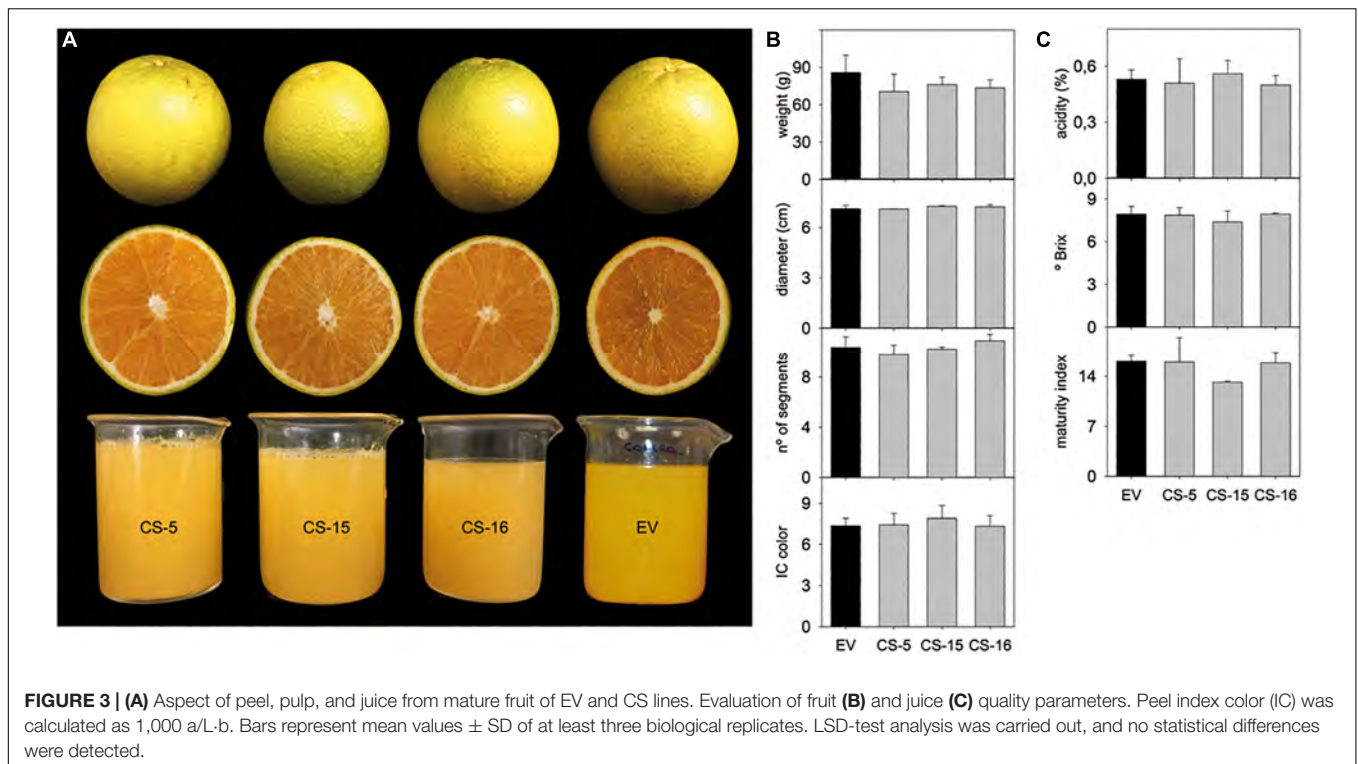 A
CS-5
CS-15
CS-16
EV
B
weight (g)
90
60
30
0
diameter (cm)
6
3
0
nº of segments
8
4
0
IC color
9
6
3
0
EV
CS-5
CS-15
CS-16
C
acidity (%)
0,6
0,3
0,0
º Brix
9
6
3
0
maturity index
14
7
0
EV
CS-5
CS-15
CS-16
FIGURE 3 | (A) Aspect of peel, pulp, and juice from mature fruit of EV and CS lines. Evaluation of fruit (B) and juice (C) quality parameters. Peel index color (IC) was
calculated as 1,000 a/L·b. Bars represent mean values ± SD of at least three biological replicates. LSD-test analysis was carried out, and no statistical differences
were detected.